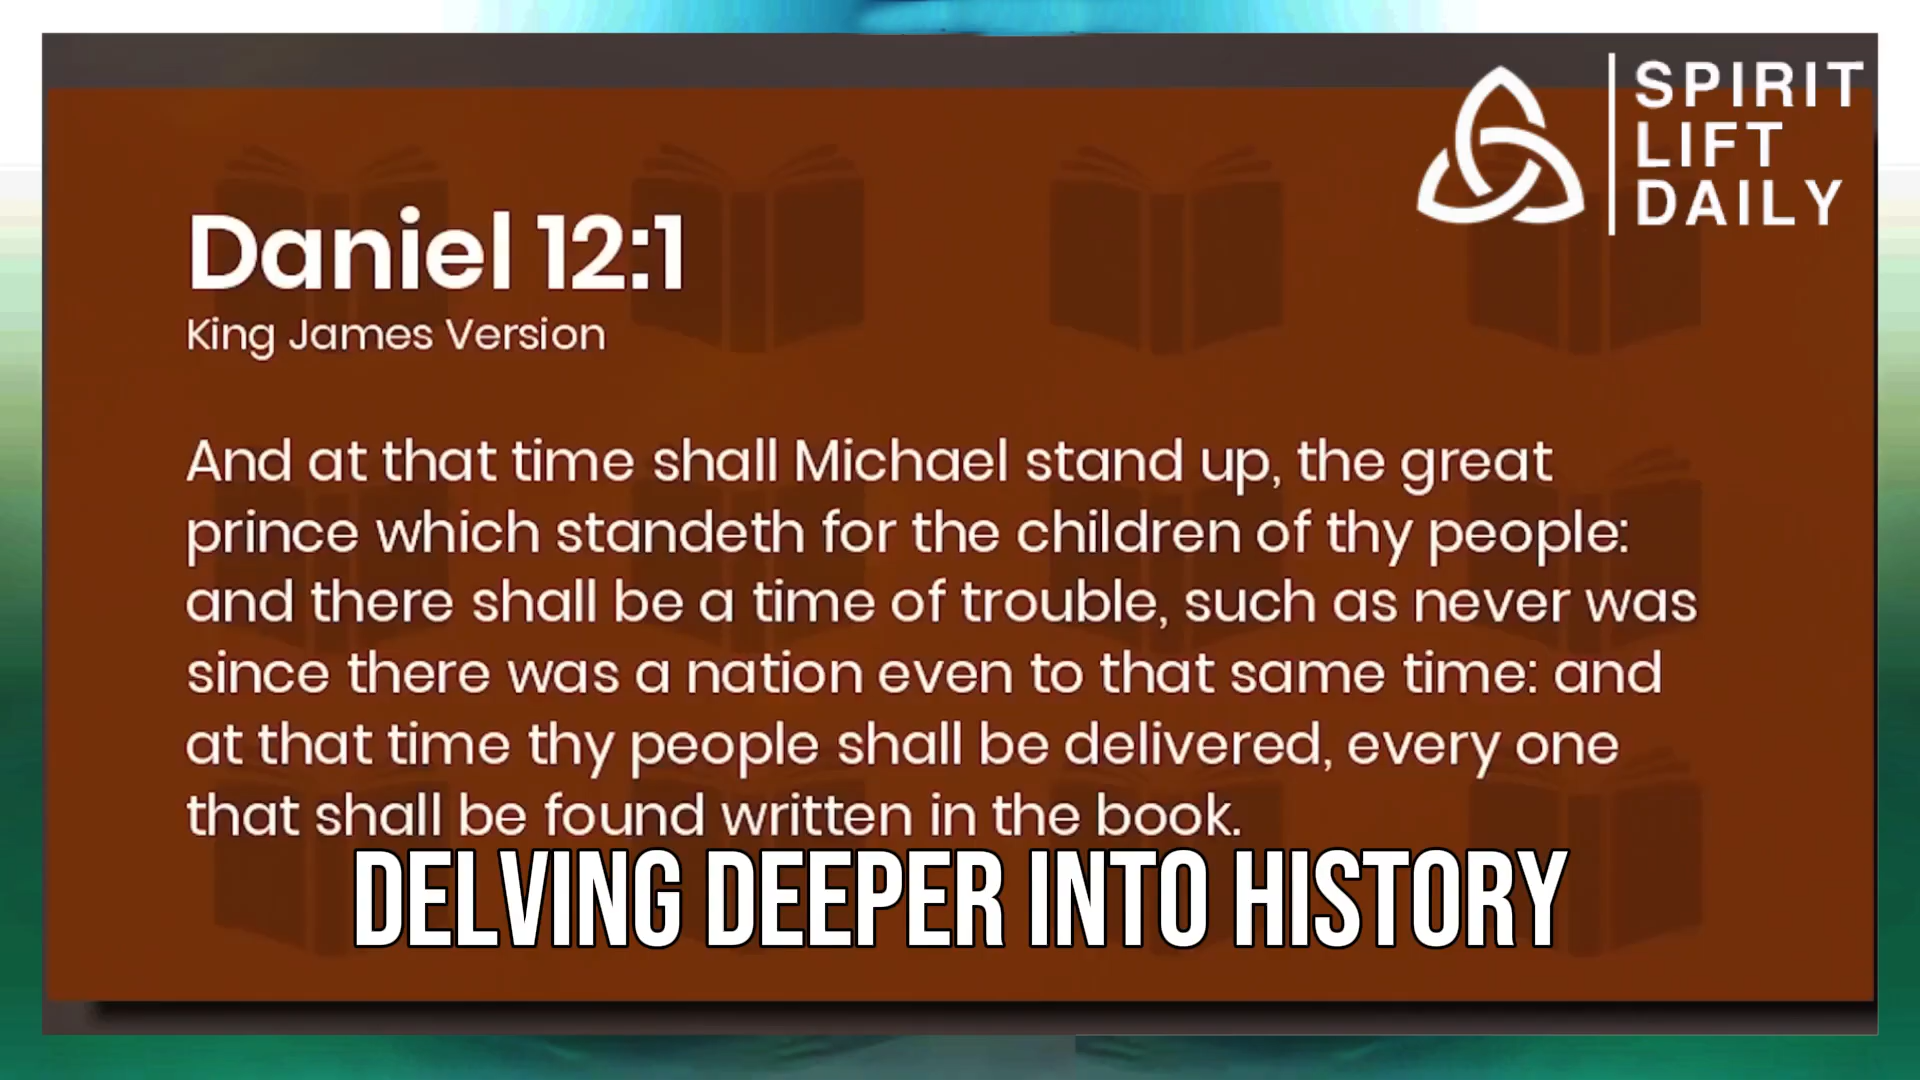 SPIRIT
LIFT
DAILY
Daniel 12:1
King James Version
And at that time shall Michael stand up, the great
prince which standeth for the children of thy people:
and there shall be a time of trouble, such as never was
since there was a nation even to that same time: and
at that time thy people shall be delivered, every one
that shall be found written in the book.
DELVING DEEPER INTO HISTORY